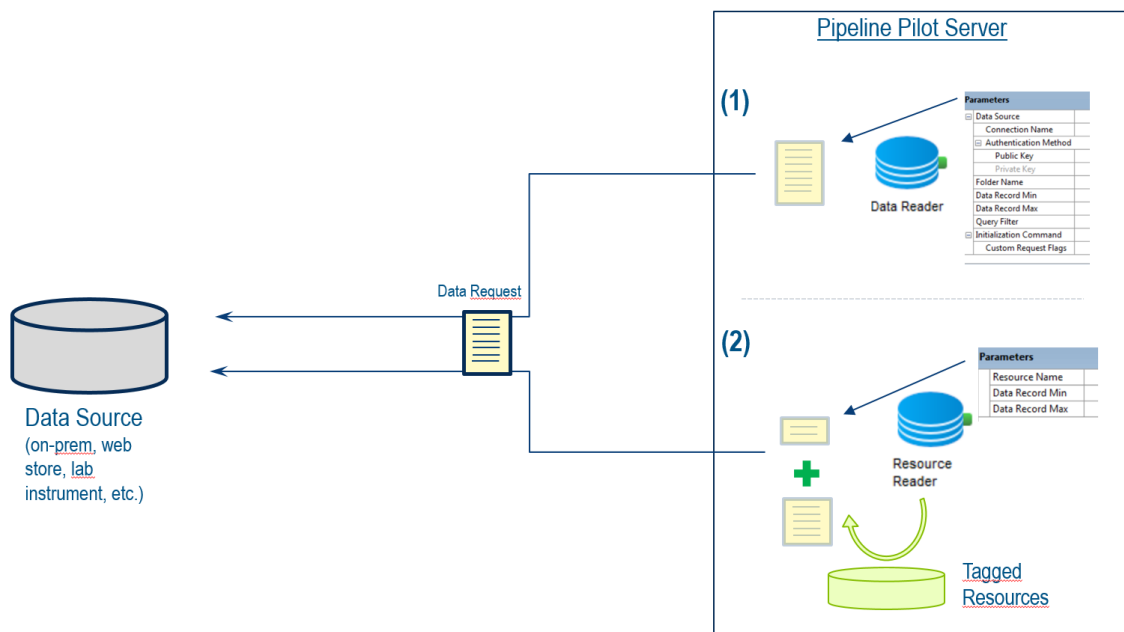 Pipeline Pilot Server
(1)
Parameters
Data Source
Connection Name
Authentication Method
Public Key
Private Key
Folder Name
Data Record Min
Data Record Max
Query Filter
Initialization Command
Custom Request Flags
Data Reader
Data Request
(2)
Parameters
Resource Name
Data Record Min
Data Record Max
Resource
Reader
Tagged
Resources
Data Source
(on-prem, web
store, lab
instrument, etc.)